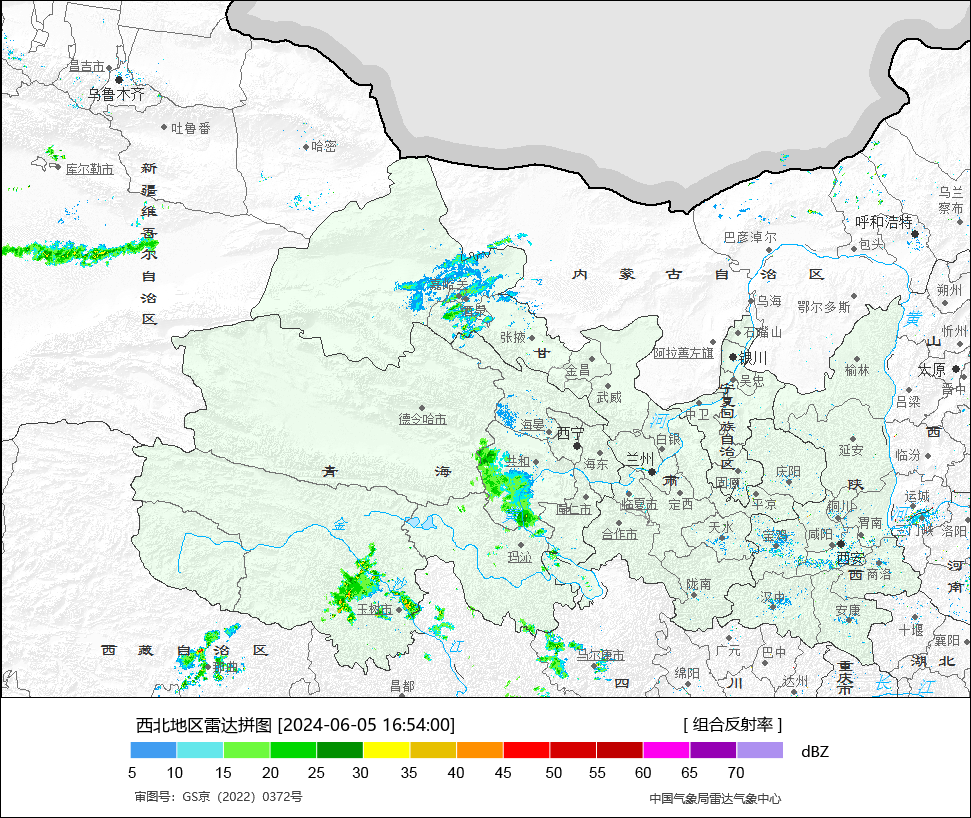 昌吉市
乌鲁木齐
吐鲁番
哈密
库尔勒市
新疆维吾尔自治区
乌兰察布
呼和浩特
包头
巴彦淖尔
内蒙古自治区
朔州
乌海
鄂尔多斯
黄
忻州
石嘴山
山
张掖
甘
阿拉善左旗
银川
太原
金昌
榆林
吴忠
晋中
武威
宁夏回族自治区
吕梁
德令哈市
中卫
河
海晏
西宁
白银
西
延安
兰州
临汾
共和
海东
青海
固原
庆阳
肃
陕
运城
同仁市
临夏市
定西
平凉
铜川
金
合作市
天水
宝鸡
咸阳
渭南
三门峡
洛阳
玛沁
西安
西
商洛
河南
陇南
汉中
玉树市
安康
十堰
西藏自治区
江
广元
巴中
襄阳
那曲
马尔康市
绵阳
重庆市
湖北
昌都
四川
达州
长江
西北地区雷达拼图 [2024-06-05 16:54:00]
[ 组合反射率 ]
dBZ
5 10 15 20 25 30 35 40 45 50 55 60 65 70
审图号：GS京（2022）0372号
中国气象局雷达气象中心